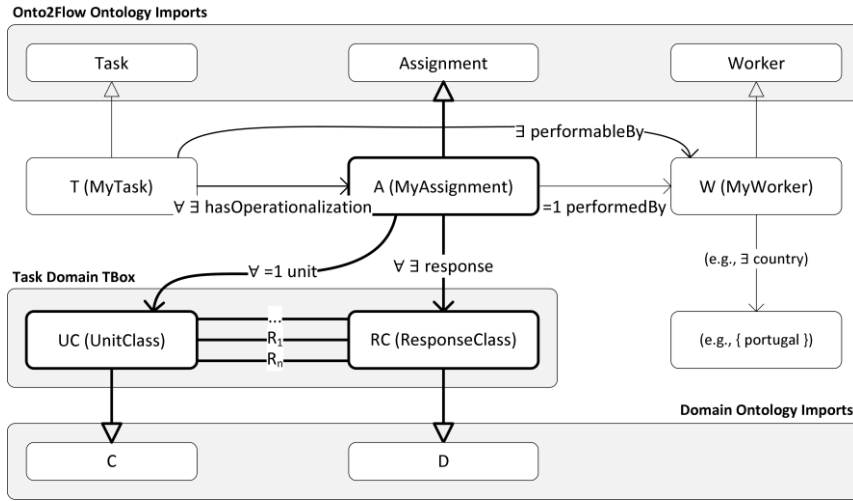 Onto2Flow Ontology Imports
Task
Assignment
Worker
∃ performableBy
T (MyTask)
A (MyAssignment)
W (MyWorker)
∀ ∃ hasOperationalization
=1 performedBy
∀ =1 unit
∀ ∃ response
(e.g., ∃ country)
Task Domain TBox
...
UC (UnitClass)
R1
RC (ResponseClass)
(e.g., { portugal })
Rn
Domain Ontology Imports
C
D